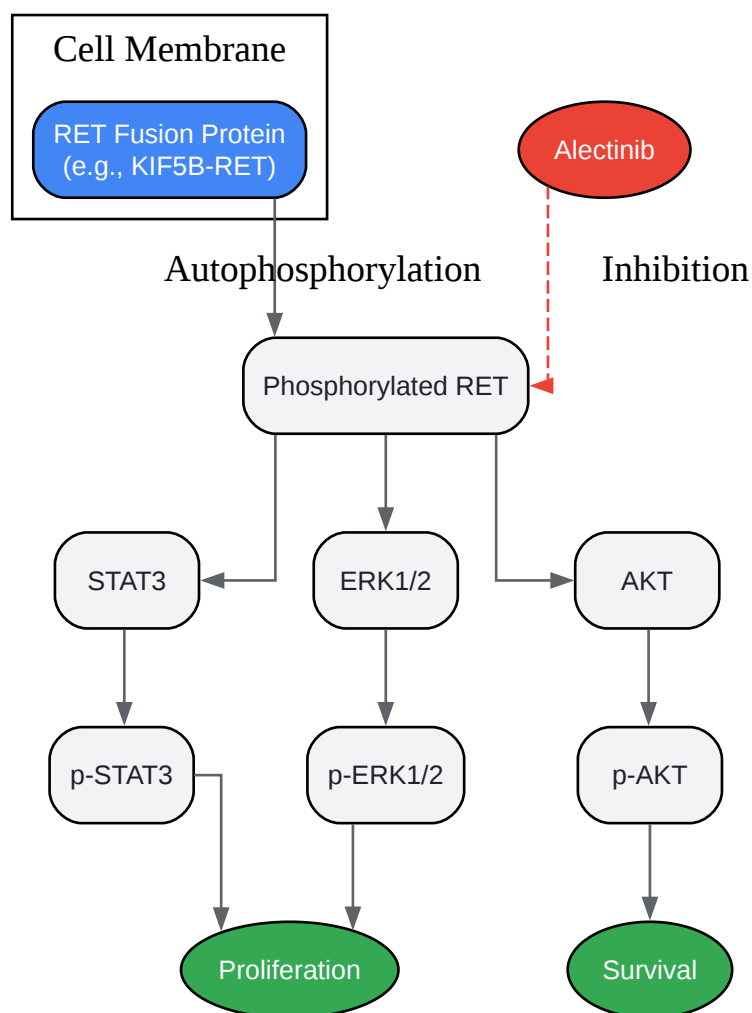 Cell Membrane
RET Fusion Protein
(e.g., KIF5B-RET)
Alectinib
Autophosphorylation
Inhibition
Phosphorylated RET
STAT3
ERK1/2
AKT
p-STAT3
p-ERK1/2
p-AKT
Proliferation
Survival